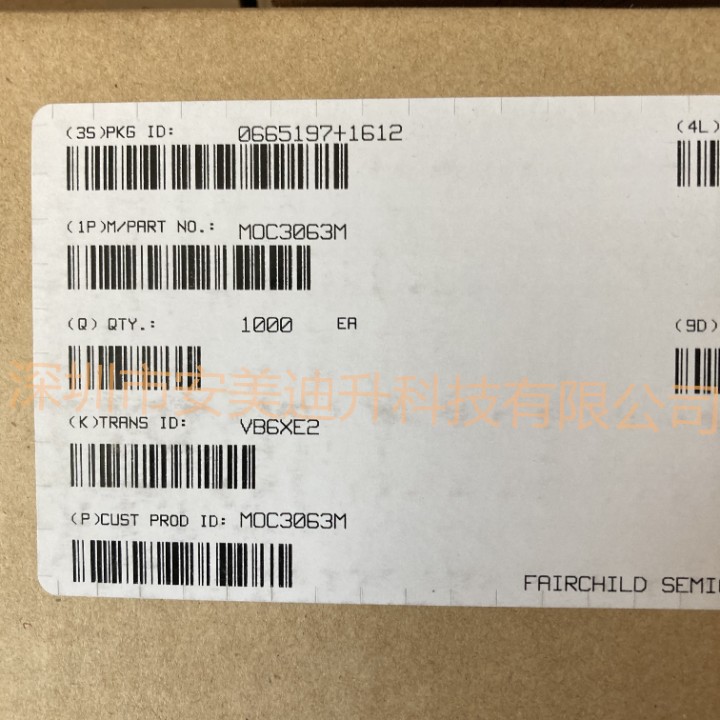 (3S)PKG ID: 0665197+1612
(4L)
(1P)M/PART NO.: MOC3063M
(Q) QTY.: 1000 EA
(9D)
深圳市安美迪升科技有限公司
(K)TRANS ID: VB6XE2
(P)CUST PROD ID: MOC3063M
FAIRCHILD SEMI